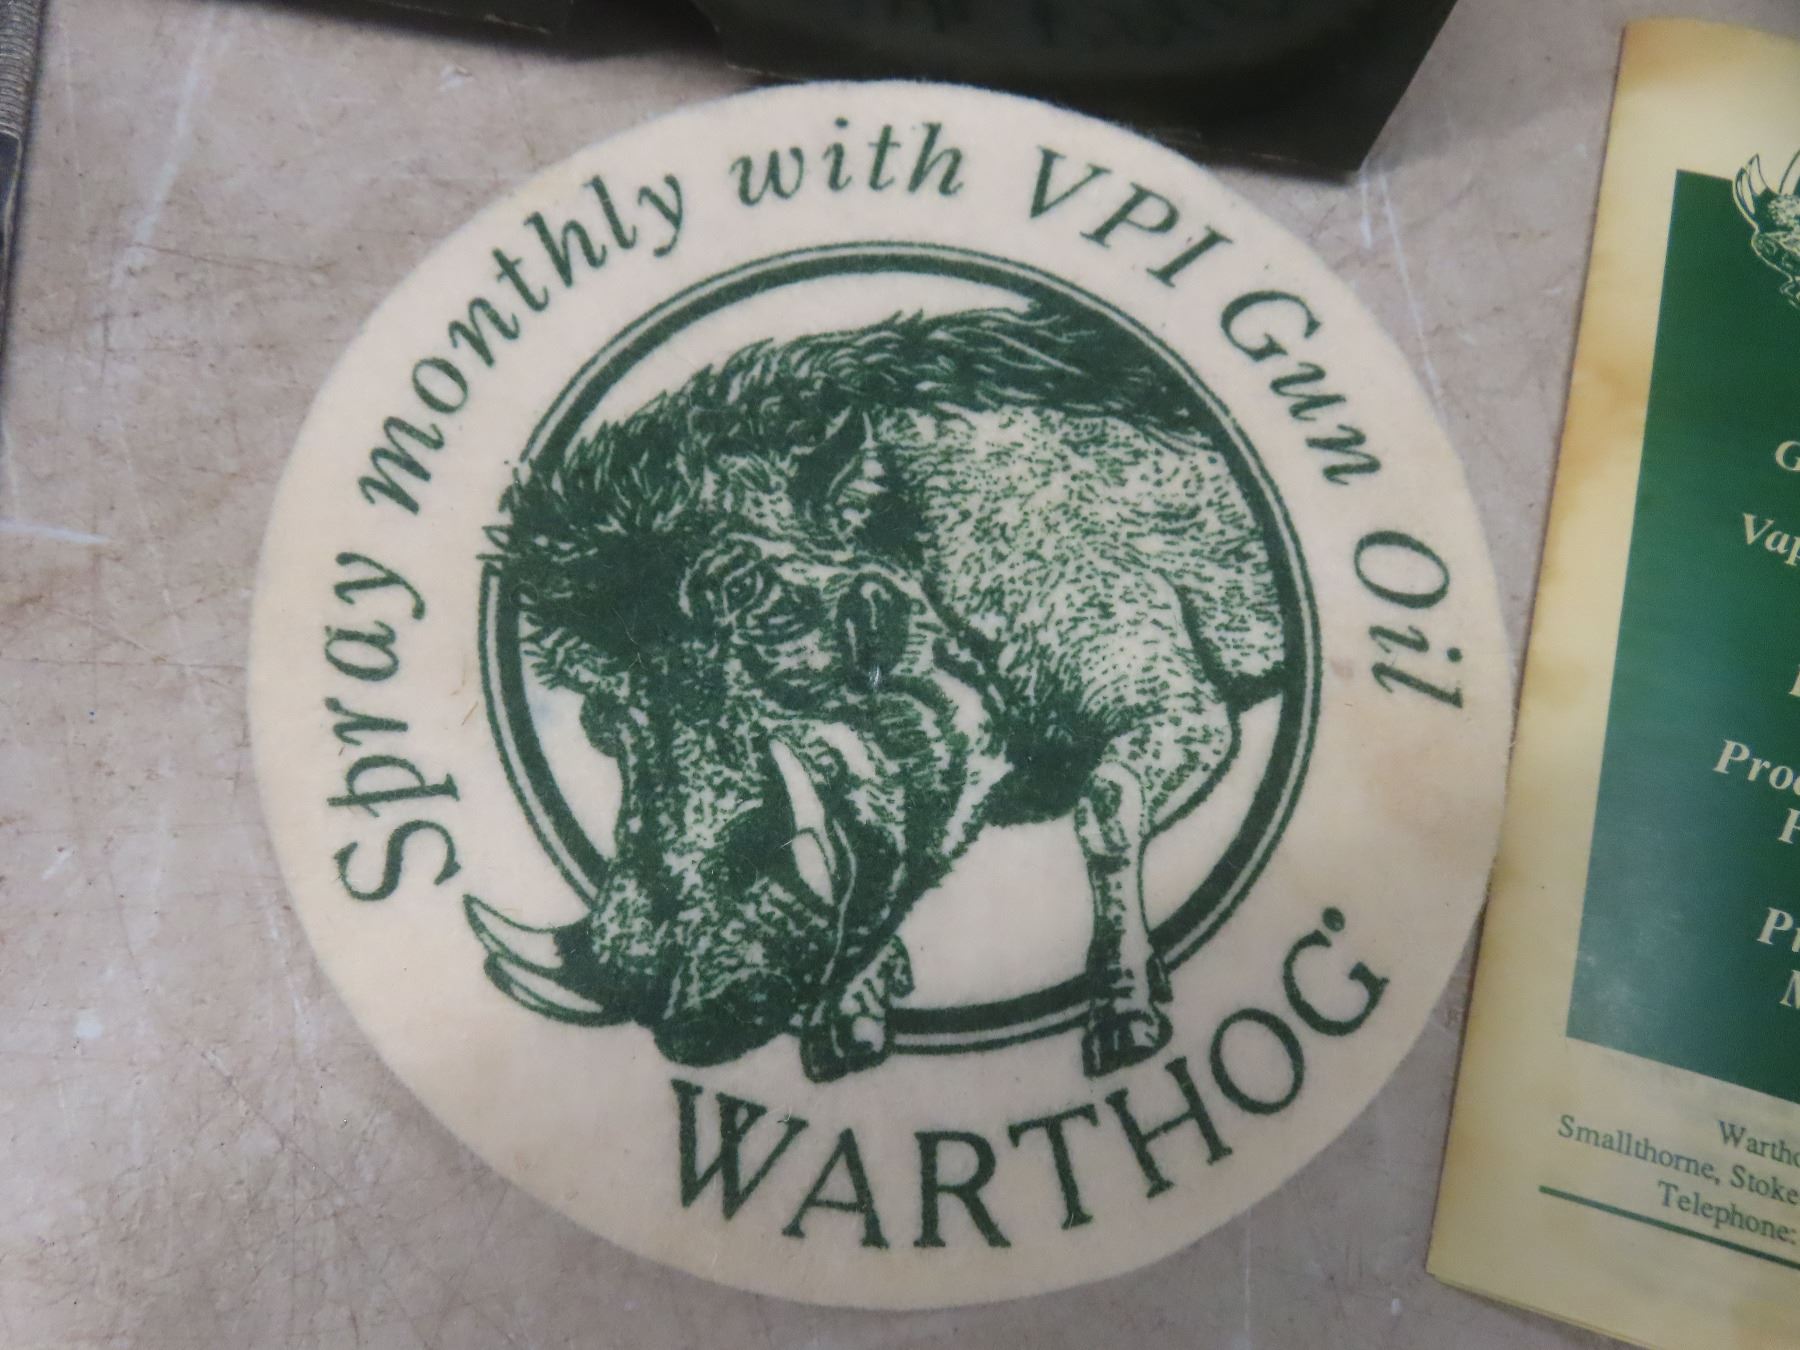 Spray monthly with VPI Gun Oil
WARTHOG
Smallthorne, Stoke
Telephone: